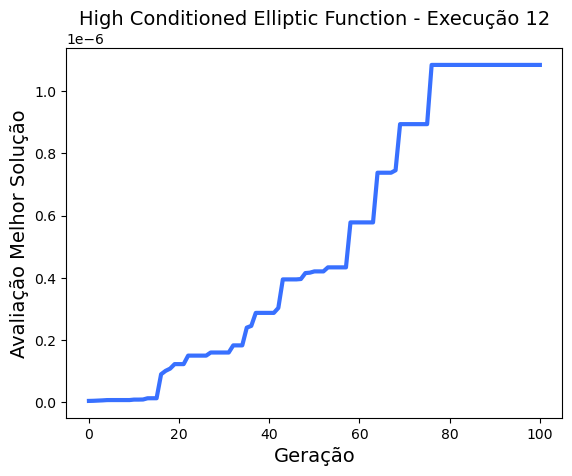 High Conditioned Elliptic Function - Execução 12
1e−6
1.0
0.8
0.6
0.4
0.2
0.0
Avaliação Melhor Solução
0 20 40 60 80 100
Geração